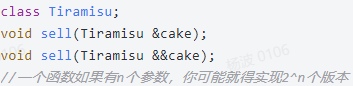 class Tiramisu;
void sell(Tiramisu &cake);
void sell(Tiramisu &&cake);
//一个函数如果有n个参数，你可能就得实现2^n个版本